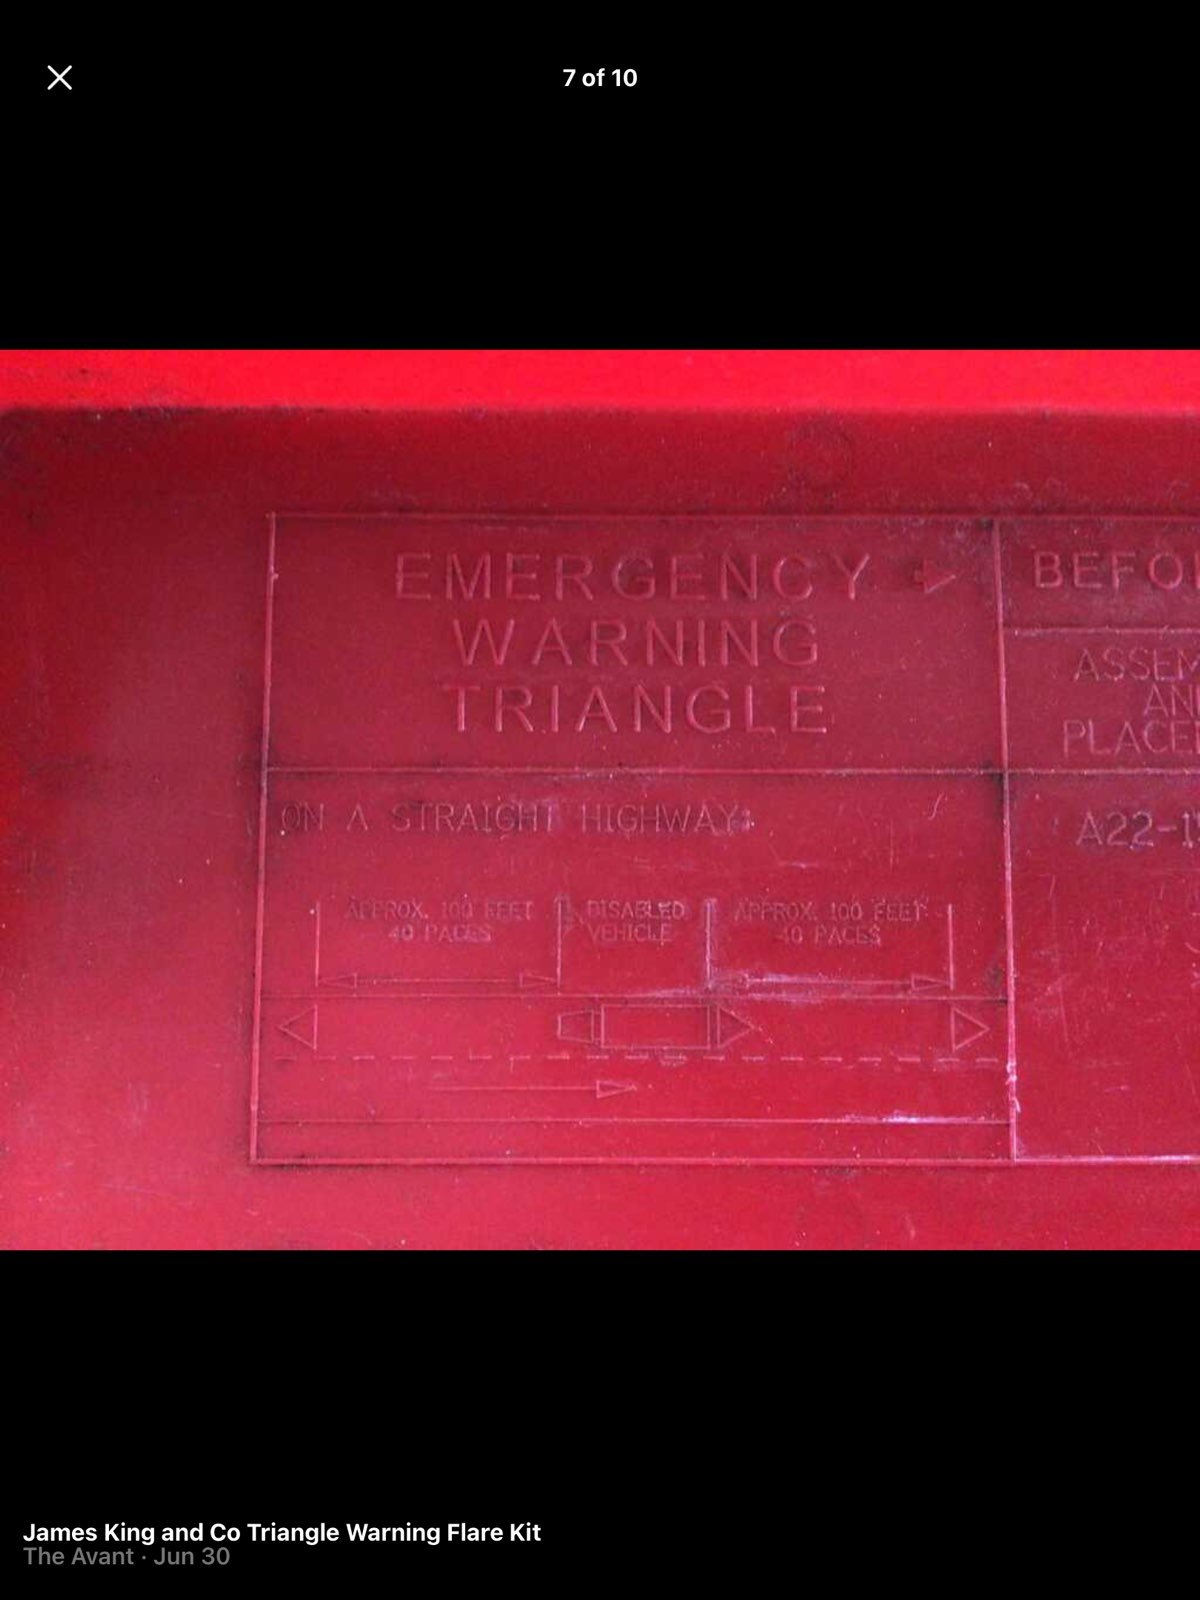 7 of 10
EMERGENCY
WARNING
TRIANGLE
BEFO
ASSEM
AN
PLACE
ON A STRAIGHT HIGHWAY:
A22-1
APPROX. 100 FEET
40 PACES
DISABLED
VEHICLE
APPROX. 100 FEET
40 PACES
James King and Co Triangle Warning Flare Kit
The Avant · Jun 30